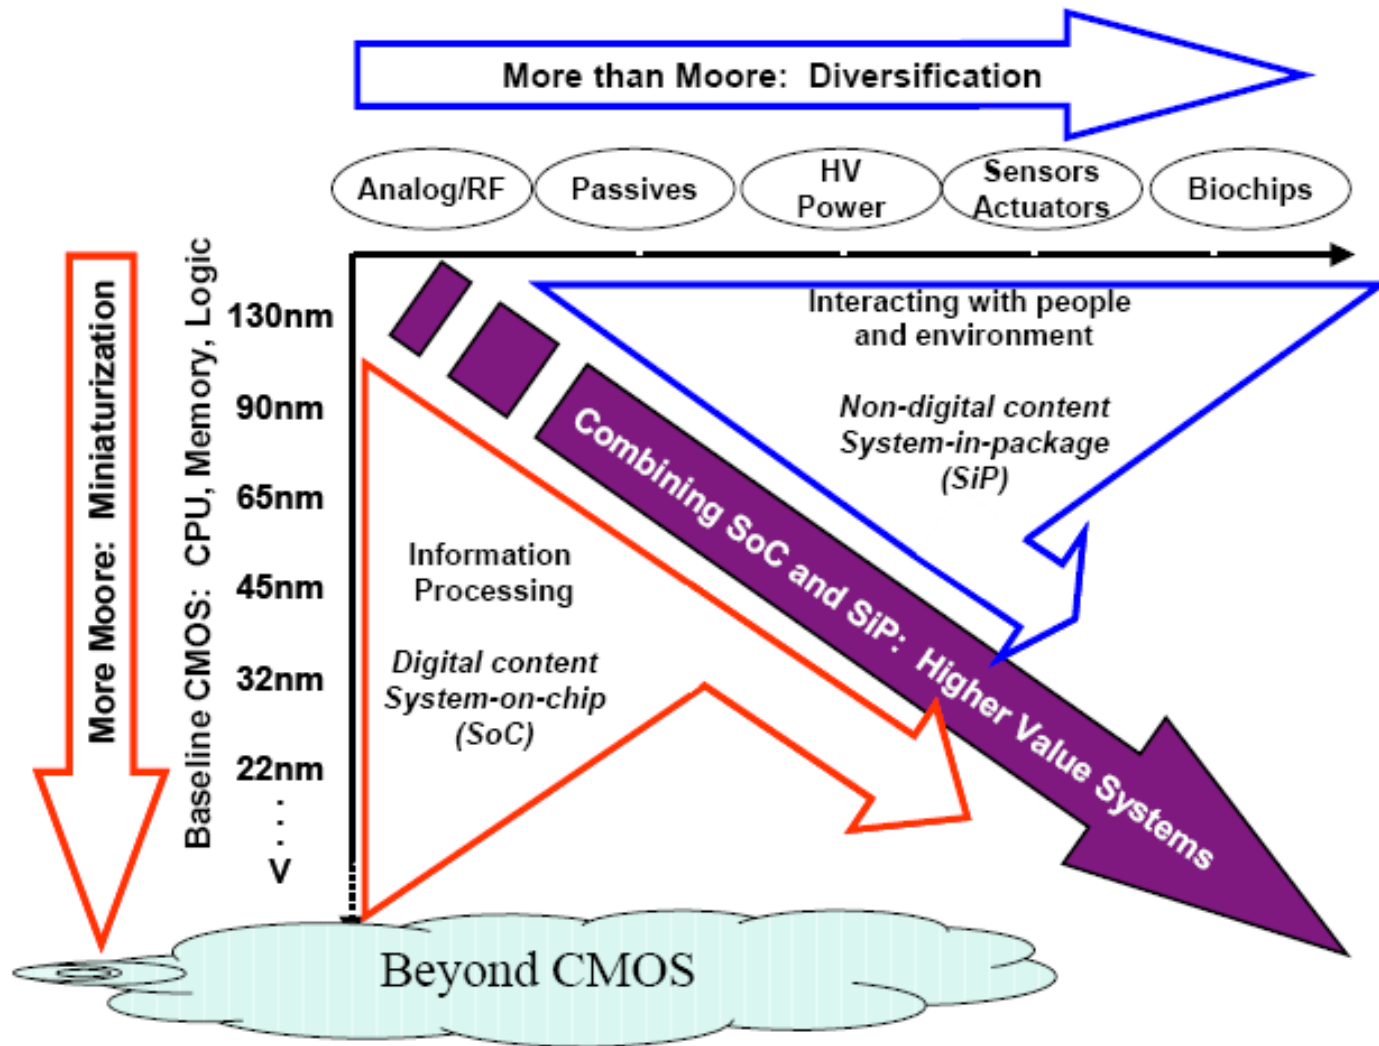 More than Moore:  Diversification
Analog/RF
Passives
HV
Power
Sensors
Actuators
Biochips
More Moore:  Miniaturization
Baseline CMOS:  CPU, Memory, Logic
130nm
90nm
65nm
45nm
32nm
22nm
V
Interacting with people
and environment
Non-digital content
System-in-package
(SiP)
Combining SoC and SiP:  Higher Value Systems
Information
Processing
Digital content
System-on-chip
(SoC)
Beyond CMOS